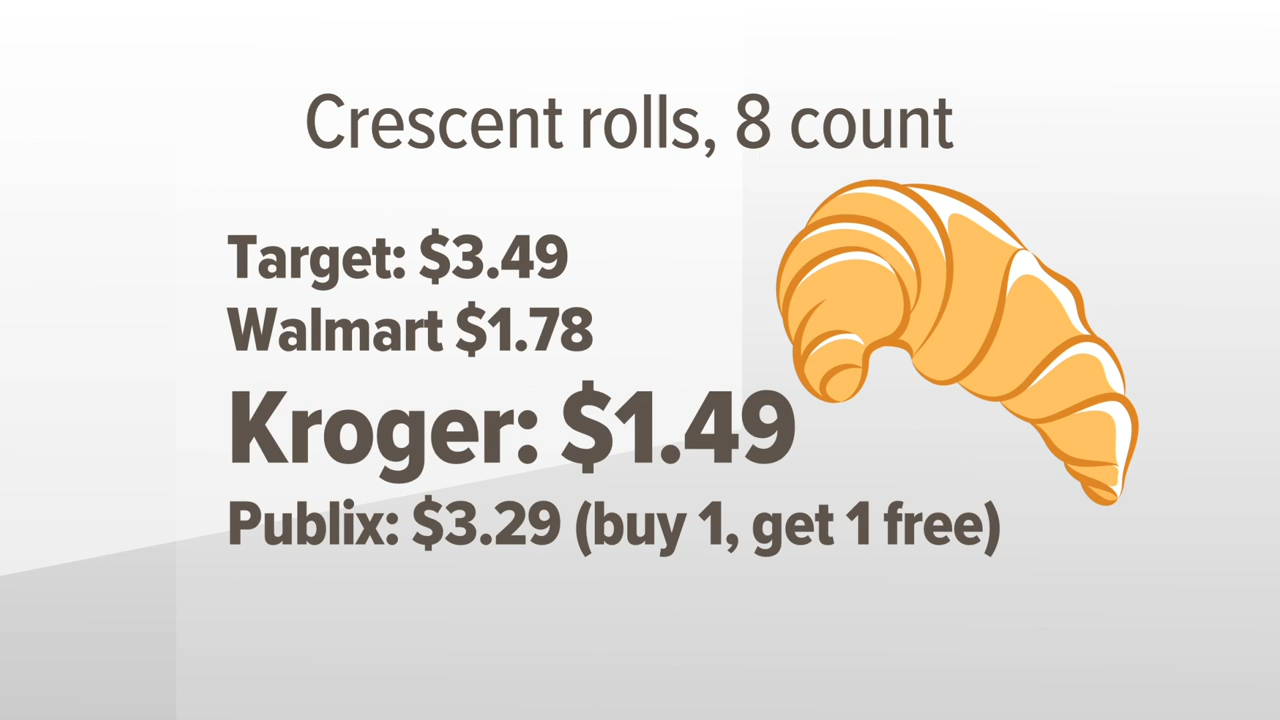 Crescent rolls, 8 count
Target: $3.49
Walmart $1.78
Kroger: $1.49
Publix: $3.29 (buy 1, get 1 free)